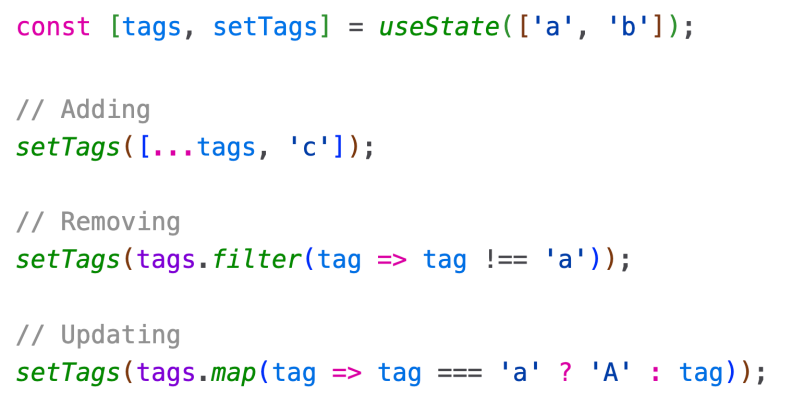 const [tags, setTags] = useState(['a', 'b']);
// Adding
setTags([...tags, 'c']);
// Removing
setTags(tags.filter(tag => tag !== 'a'));
// Updating
setTags(tags.map(tag => tag === 'a' ? 'A' : tag));